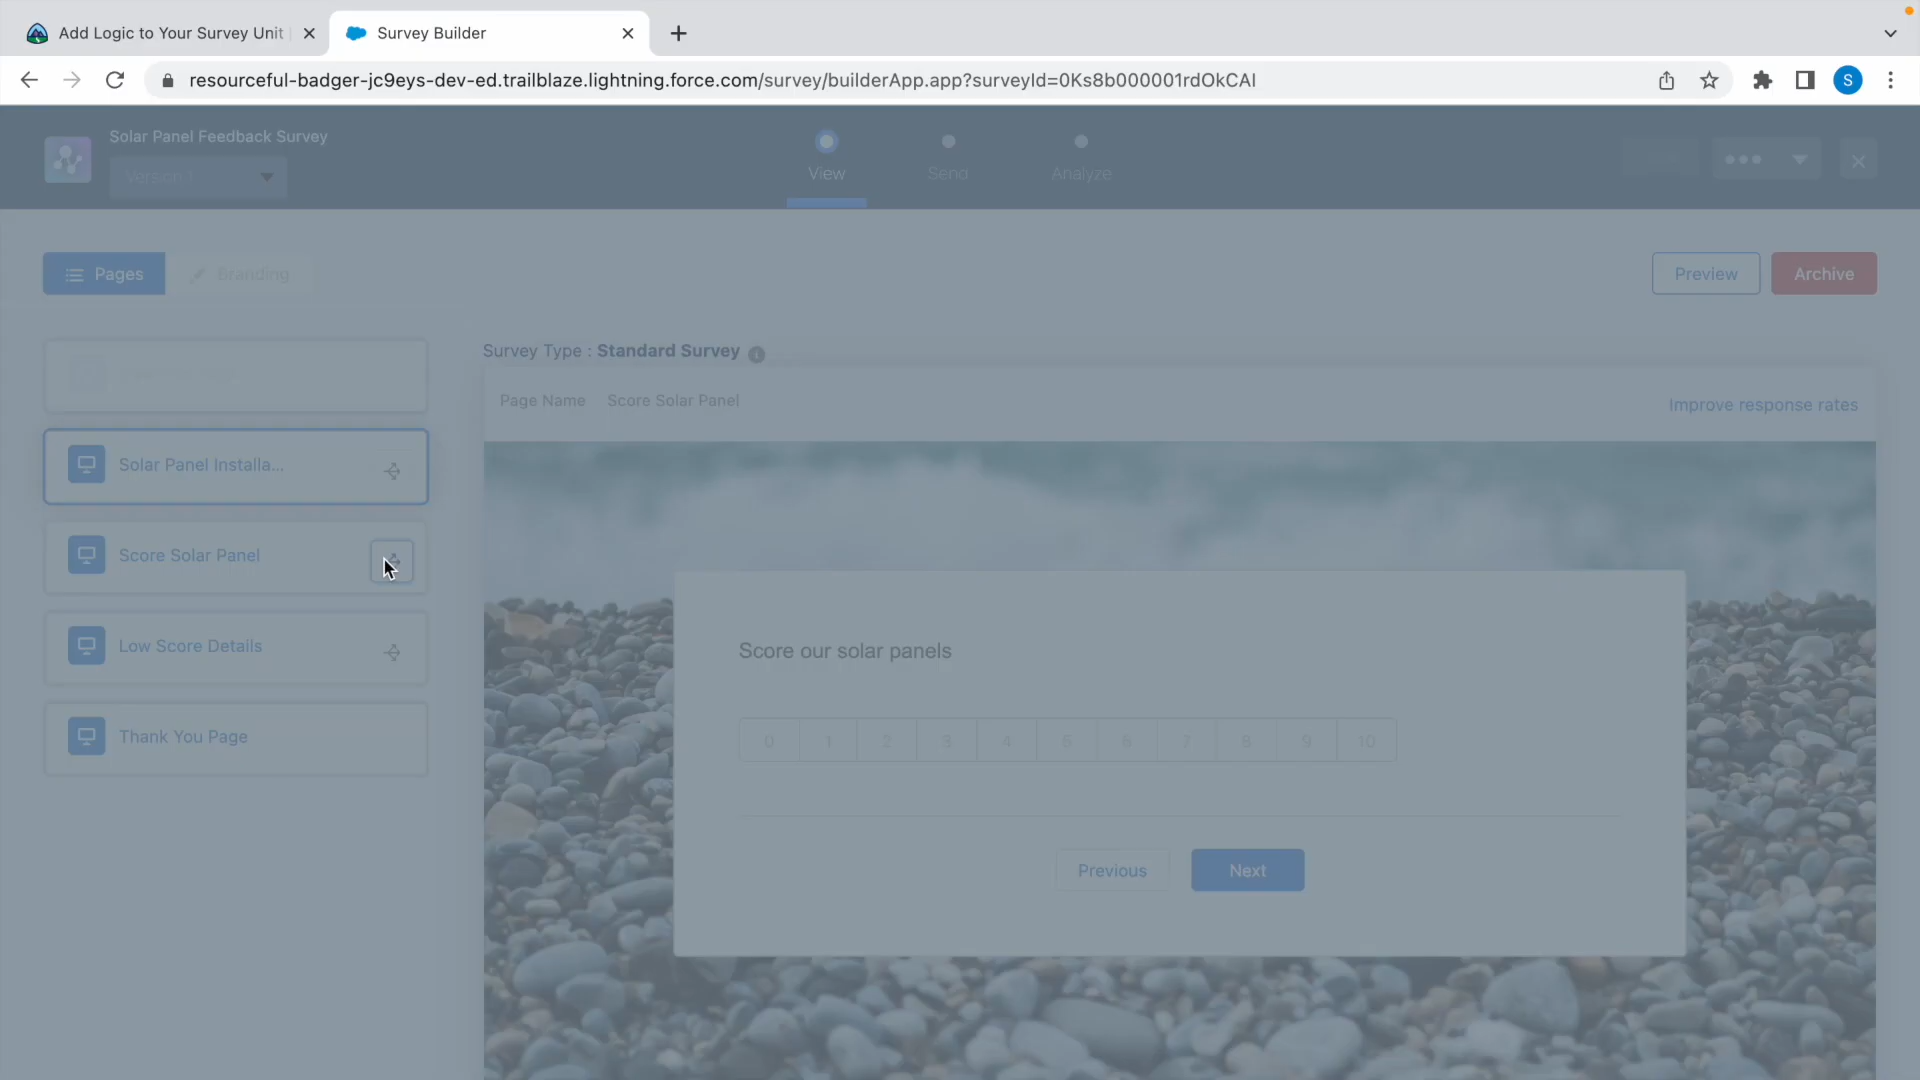 Add Logic to Your Survey Unit
Survey Builder
resourceful-badger-jc9eys-dev-ed.trailblaze.lightning.force.com/survey/builderApp.app?surveyId=0Ks8b000001rdOkCAI
S
Solar Panel Feedback Survey
Version 1
View
Send
Analyze
Pages
Branding
Preview
Archive
Survey Type : Standard Survey
Page Name Score Solar Panel
Improve response rates
Solar Panel Installa...
Score Solar Panel
Low Score Details
Thank You Page
Score our solar panels
0 1 2 3 4 5 6 7 8 9 10
Previous
Next